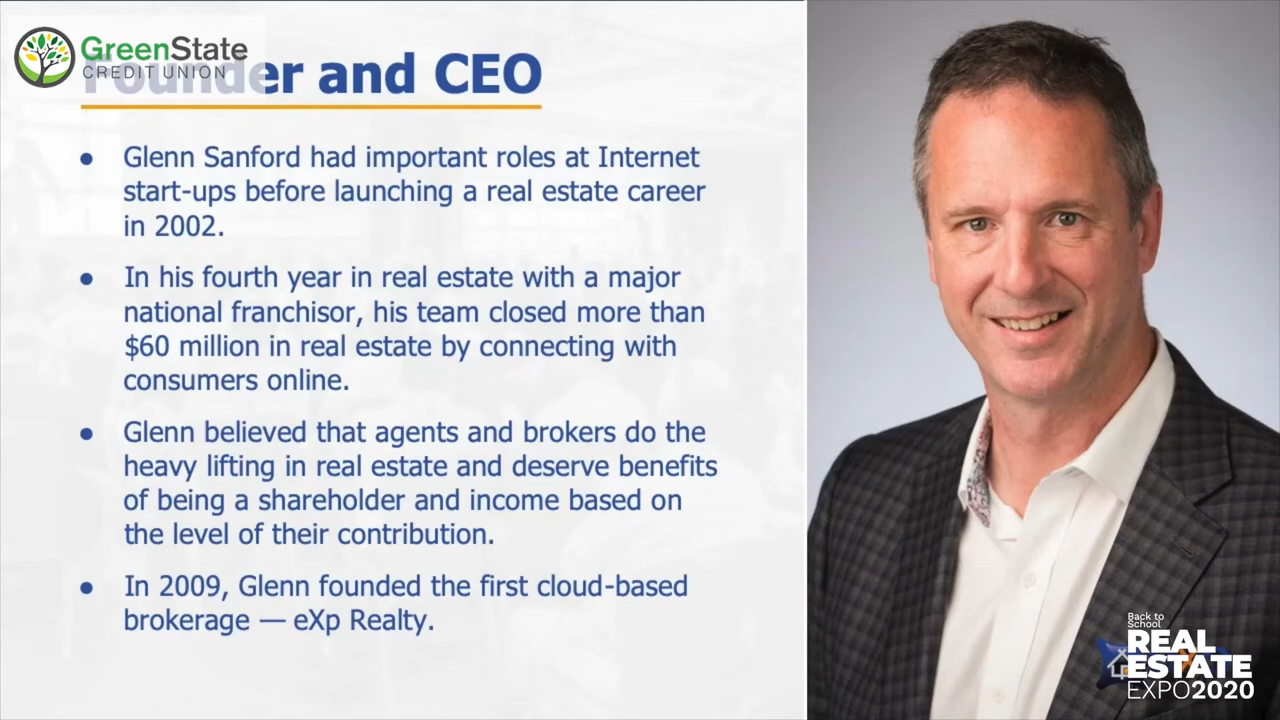 GreenState
CREDIT UNION
Founder and CEO
● Glenn Sanford had important roles at Internet
start-ups before launching a real estate career
in 2002.
● In his fourth year in real estate with a major
national franchisor, his team closed more than
$60 million in real estate by connecting with
consumers online.
● Glenn believed that agents and brokers do the
heavy lifting in real estate and deserve benefits
of being a shareholder and income based on
the level of their contribution.
● In 2009, Glenn founded the first cloud-based
brokerage — eXp Realty.
Back to
School
REAL
ESTATE
EXPO2020